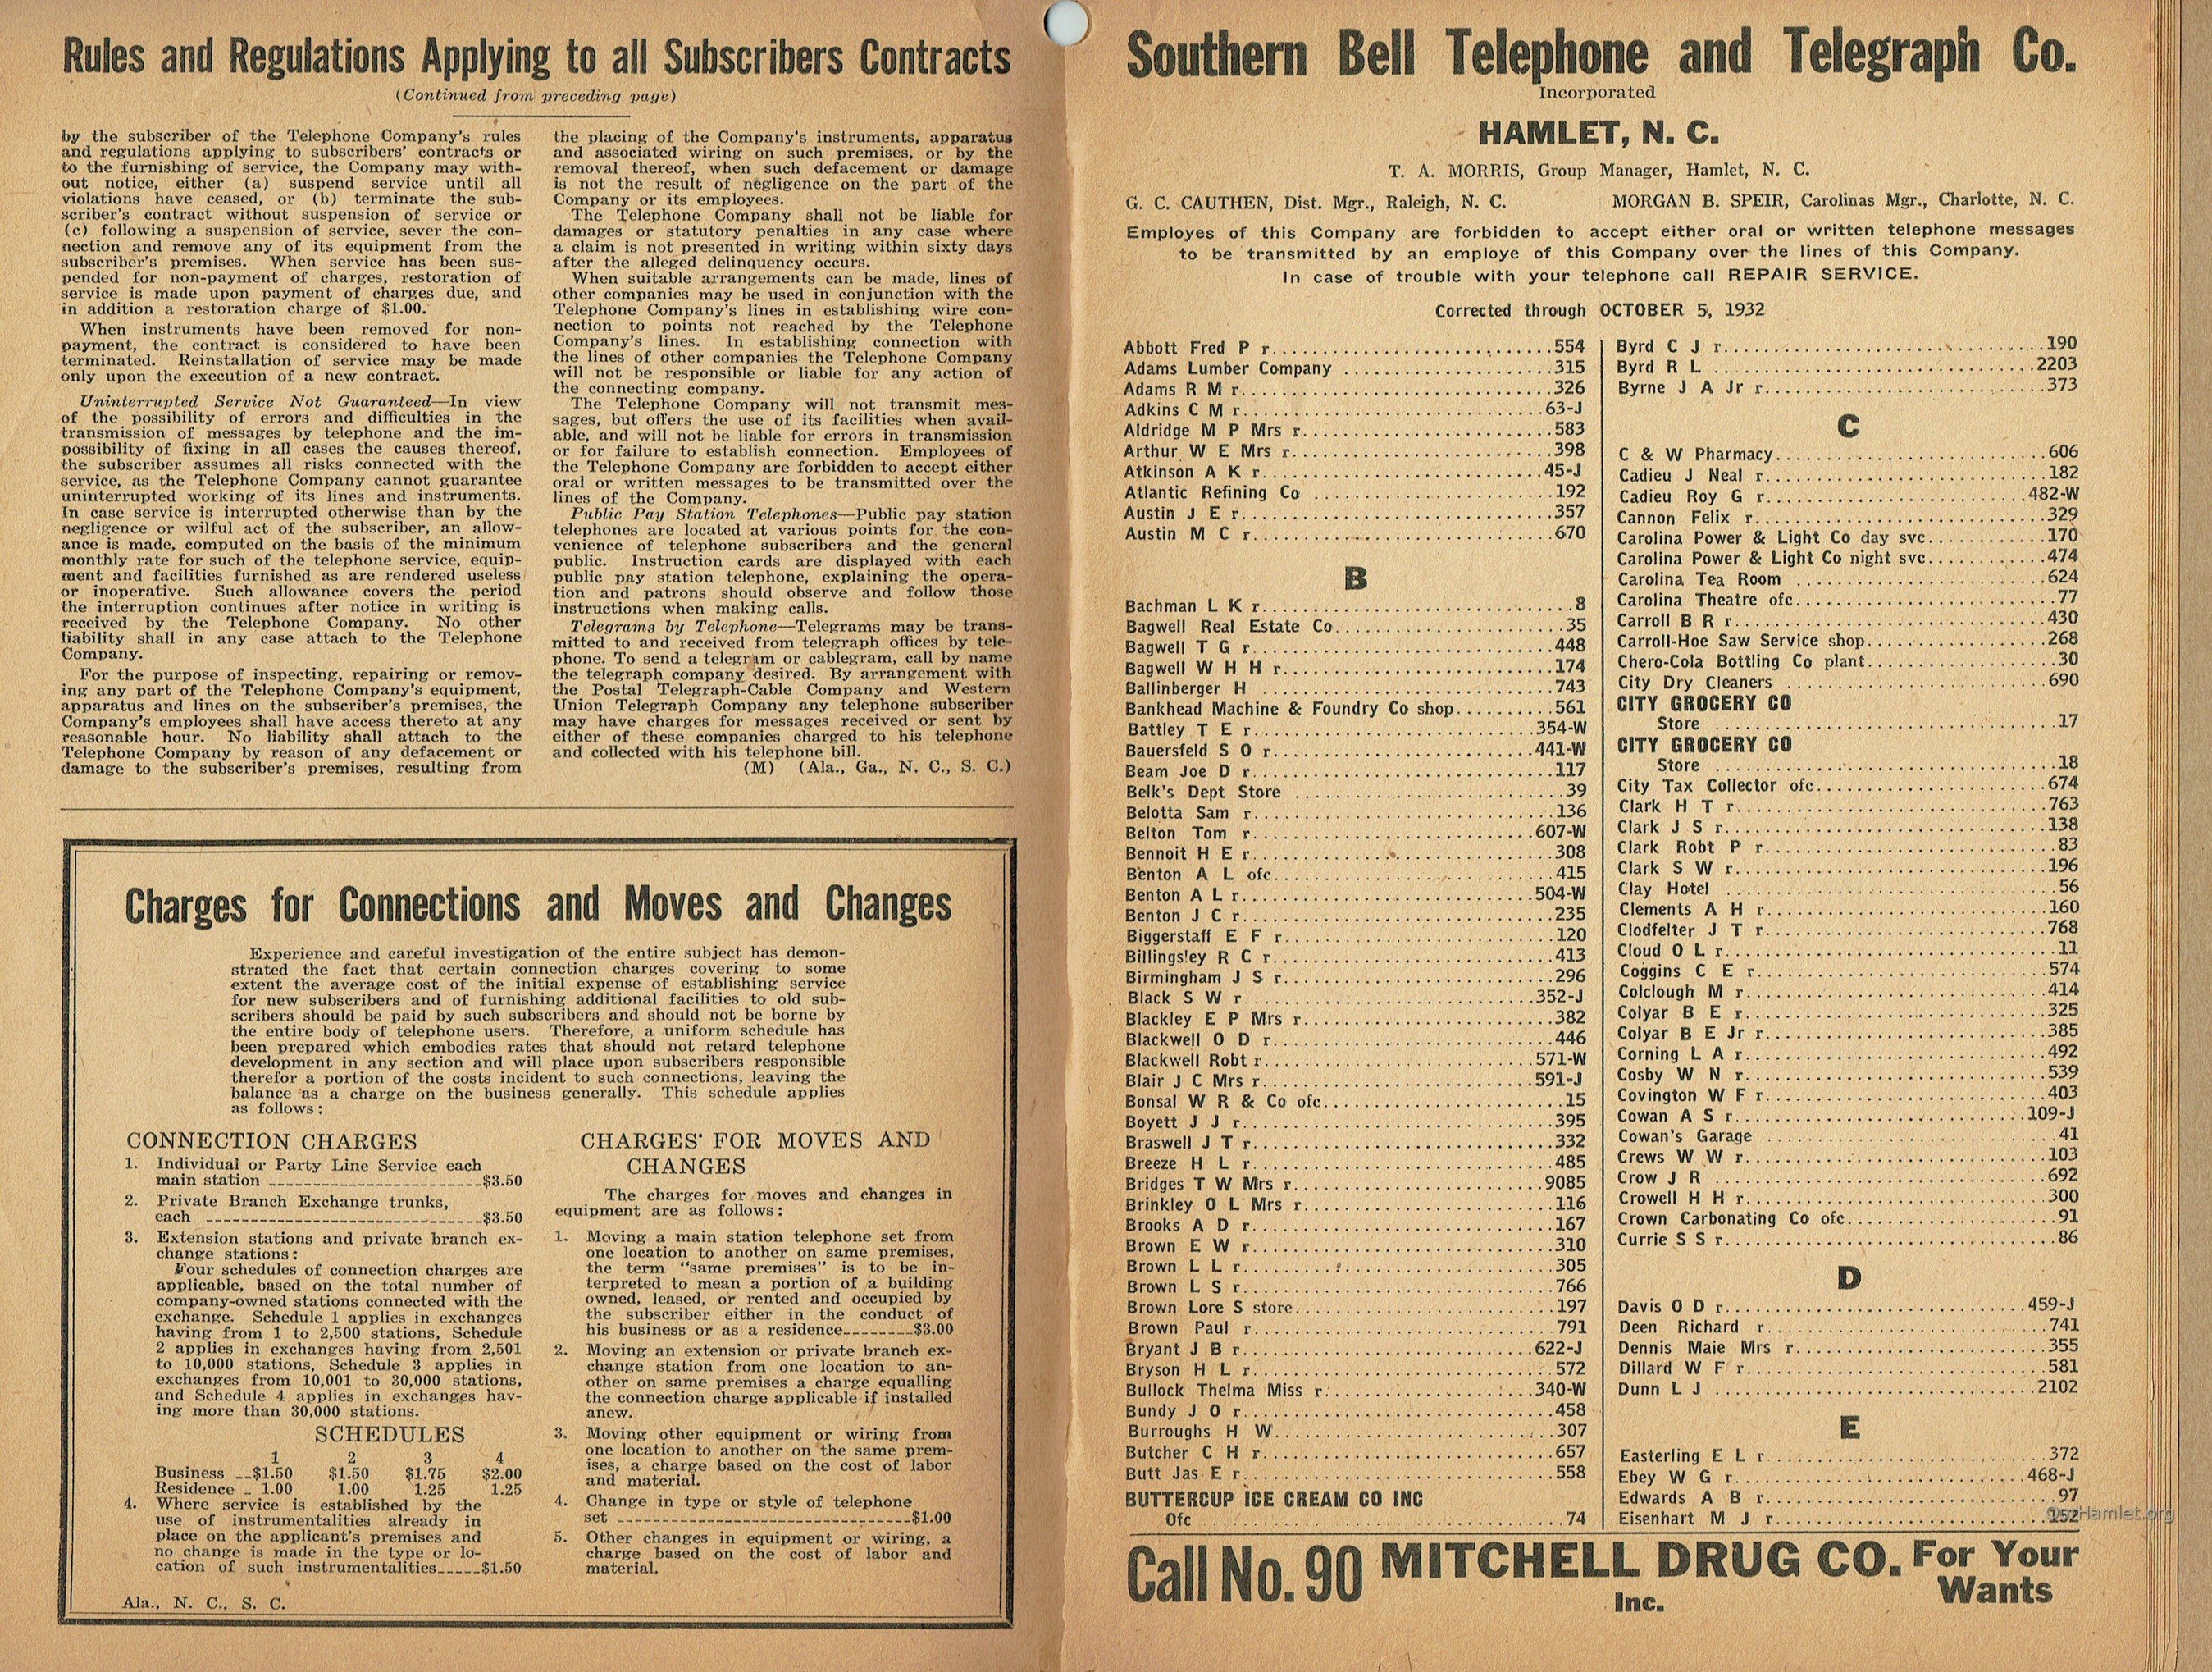 Rules and Regulations Applying to all Subscribers Contracts
(Continued from preceding page)
by the subscriber of the Telephone Company's rules
and regulations applying to subscribers' contracts or
to the furnishing of service, the Company may with-
out notice, either (a) suspend service until all
violations have ceased, or (b) terminate the sub-
scriber's contract without suspension of service or
(c) following a suspension of service, sever the con-
nection and remove any of its equipment from the
subscriber's premises. When service has been sus-
pended for non-payment of charges, restoration of
service is made upon payment of charges due, and
in addition a restoration charge of $1.00.
When instruments have been removed for non-
payment, the contract is considered to have been
terminated. Reinstallation of service may be made
only upon the execution of a new contract.
Uninterrupted Service Not Guaranteed—In view
of the possibility of errors and difficulties in the
transmission of messages by telephone and the im-
possibility of fixing in all cases the causes thereof,
the subscriber assumes all risks connected with the
service, as the Telephone Company cannot guarantee
uninterrupted working of its lines and instruments.
In case service is interrupted otherwise than by the
negligence or wilful act of the subscriber, an allow-
ance is made, computed on the basis of the minimum
monthly rate for such of the telephone service, equip-
ment and facilities furnished as are rendered useless
or inoperative. Such allowance covers the period
the interruption continues after notice in writing is
received by the Telephone Company. No other
liability shall in any case attach to the Telephone
Company.
For the purpose of inspecting, repairing or remov-
ing any part of the Telephone Company's equipment,
apparatus and lines on the subscriber's premises, the
Company's employees shall have access thereto at any
reasonable hour. No liability shall attach to the
Telephone Company by reason of any defacement or
damage to the subscriber's premises, resulting from
the placing of the Company's instruments, apparatus
and associated wiring on such premises, or by the
removal thereof, when such defacement or damage
is not the result of negligence on the part of the
Company or its employees.
The Telephone Company shall not be liable for
damages or statutory penalties in any case where
a claim is not presented in writing within sixty days
after the alleged delinquency occurs.
When suitable arrangements can be made, lines of
other companies may be used in conjunction with the
Telephone Company's lines in establishing wire con-
nection to points not reached by the Telephone
Company's lines. In establishing connection with
the lines of other companies the Telephone Company
will not be responsible or liable for any action of
the connecting company.
The Telephone Company will not transmit mes-
sages, but offers the use of its facilities when avail-
able, and will not be liable for errors in transmission
or for failure to establish connection. Employees of
the Telephone Company are forbidden to accept either
oral or written messages to be transmitted over the
lines of the Company.
Public Pay Station Telephones—Public pay station
telephones are located at various points for the con-
venience of telephone subscribers and the general
public. Instruction cards are displayed with each
public pay station telephone, explaining the opera-
tion and patrons should observe and follow those
instructions when making calls.
Telegrams by Telephone—Telegrams may be trans-
mitted to and received from telegraph offices by tele-
phone. To send a telegram or cablegram, call by name
the telegraph company desired. By arrangement with
the Postal Telegraph-Cable Company and Western
Union Telegraph Company any telephone subscriber
may have charges for messages received or sent by
either of these companies charged to his telephone
and collected with his telephone bill.
(M) (Ala., Ga., N. C., S. C.)
Charges for Connections and Moves and Changes
Experience and careful investigation of the entire subject has demon-
strated the fact that certain connection charges covering to some
extent the average cost of the initial expense of establishing service
for new subscribers and of furnishing additional facilities to old sub-
scribers should be paid by such subscribers and should not be borne by
the entire body of telephone users. Therefore, a uniform schedule has
been prepared which embodies rates that should not retard telephone
development in any section and will place upon subscribers responsible
therefor a portion of the costs incident to such connections, leaving the
balance as a charge on the business generally. This schedule applies
as follows:
CONNECTION CHARGES
1. Individual or Party Line Service each
main station ------------------------$3.50
2. Private Branch Exchange trunks,
each --------------------------------$3.50
3. Extension stations and private branch ex-
change stations:
Four schedules of connection charges are
applicable, based on the total number of
company-owned stations connected with the
exchange. Schedule 1 applies in exchanges
having from 1 to 2,500 stations, Schedule
2 applies in exchanges having from 2,501
to 10,000 stations, Schedule 3 applies in
exchanges from 10,001 to 30,000 stations,
and Schedule 4 applies in exchanges hav-
ing more than 30,000 stations.
SCHEDULES
1 2 3 4
Business --$1.50 $1.50 $1.75 $2.00
Residence - 1.00 1.00 1.25 1.25
4. Where service is established by the
use of instrumentalities already in
place on the applicant's premises and
no change is made in the type or lo-
cation of such instrumentalities-----$1.50
Ala., N. C., S. C.
CHARGES FOR MOVES AND
CHANGES
The charges for moves and changes in
equipment are as follows:
1. Moving a main station telephone set from
one location to another on same premises,
the term "same premises" is to be in-
terpreted to mean a portion of a building
owned, leased, or rented and occupied by
the subscriber either in the conduct of
his business or as a residence--------$3.00
2. Moving an extension or private branch ex-
change station from one location to an-
other on same premises a charge equalling
the connection charge applicable if installed
anew.
3. Moving other equipment or wiring from
one location to another on the same prem-
ises, a charge based on the cost of labor
and material.
4. Change in type or style of telephone
set ----------------------------------$1.00
5. Other changes in equipment or wiring, a
charge based on the cost of labor and
material.
Southern Bell Telephone and Telegraph Co.
Incorporated
HAMLET, N. C.
T. A. MORRIS, Group Manager, Hamlet, N. C.
G. C. CAUTHEN, Dist. Mgr., Raleigh, N. C. MORGAN B. SPEIR, Carolinas Mgr., Charlotte, N. C.
Employes of this Company are forbidden to accept either oral or written telephone messages
to be transmitted by an employe of this Company over the lines of this Company.
In case of trouble with your telephone call REPAIR SERVICE.
Corrected through OCTOBER 5, 1932
Abbott Fred P r....554
Adams Lumber Company ....315
Adams R M r....326
Adkins C M r....63-J
Aldridge M P Mrs r....583
Arthur W E Mrs r....398
Atkinson A K r....45-J
Atlantic Refining Co ....192
Austin J E r....357
Austin M C r....670
B
Bachman L K r....8
Bagwell Real Estate Co....35
Bagwell T G r....448
Bagwell W H H r....174
Ballinberger H ....743
Bankhead Machine & Foundry Co shop....561
Battley T E r....354-W
Bauersfeld S O r....441-W
Beam Joe D r....117
Belk's Dept Store ....39
Belotta Sam r....136
Belton Tom r....607-W
Bennoit H E r....308
Benton A L ofc....415
Benton A L r....504-W
Benton J C r....235
Biggerstaff E F r....120
Billingsley R C r....413
Birmingham J S r....296
Black S W r....352-J
Blackley E P Mrs r....382
Blackwell O D r....446
Blackwell Robt r....571-W
Blair J C Mrs r....591-J
Bonsal W R & Co ofc....15
Boyett J J r....395
Braswell J T r....332
Breeze H L r....485
Bridges T W Mrs r....9085
Brinkley O L Mrs r....116
Brooks A D r....167
Brown E W r....310
Brown L L r....305
Brown L S r....766
Brown Lore S store....197
Brown Paul r....791
Bryant J B r....622-J
Bryson H L r....572
Bullock Thelma Miss r....340-W
Bundy J O r....458
Burroughs H W....307
Butcher C H r....657
Butt Jas E r....558
BUTTERCUP ICE CREAM CO INC
Ofc ....74
Byrd C J r....190
Byrd R L ....2203
Byrne J A Jr r....373
C
C & W Pharmacy....606
Cadieu J Neal r....182
Cadieu Roy G r....482-W
Cannon Felix r....329
Carolina Power & Light Co day svc....170
Carolina Power & Light Co night svc....474
Carolina Tea Room ....624
Carolina Theatre ofc....77
Carroll B R r....430
Carroll-Hoe Saw Service shop....268
Chero-Cola Bottling Co plant....30
City Dry Cleaners ....690
CITY GROCERY CO
Store ....17
CITY GROCERY CO
Store ....18
City Tax Collector ofc....674
Clark H T r....763
Clark J S r....138
Clark Robt P r....83
Clark S W r....196
Clay Hotel ....56
Clements A H r....160
Clodfelter J T r....768
Cloud O L r....11
Coggins C E r....574
Colclough M r....414
Colyar B E r....325
Colyar B E Jr r....385
Corning L A r....492
Cosby W N r....539
Covington W F r....403
Cowan A S r....109-J
Cowan's Garage ....41
Crews W W r....103
Crow J R ....692
Crowell H H r....300
Crown Carbonating Co ofc....91
Currie S S r....86
D
Davis O D r....459-J
Deen Richard r....741
Dennis Maie Mrs r....355
Dillard W F r....581
Dunn L J ....2102
E
Easterling E L r....372
Ebey W G r....468-J
Edwards A B r....97
Eisenhart M J r....
OurHamlet.org
Call No. 90 MITCHELL DRUG CO. For Your
Inc. Wants